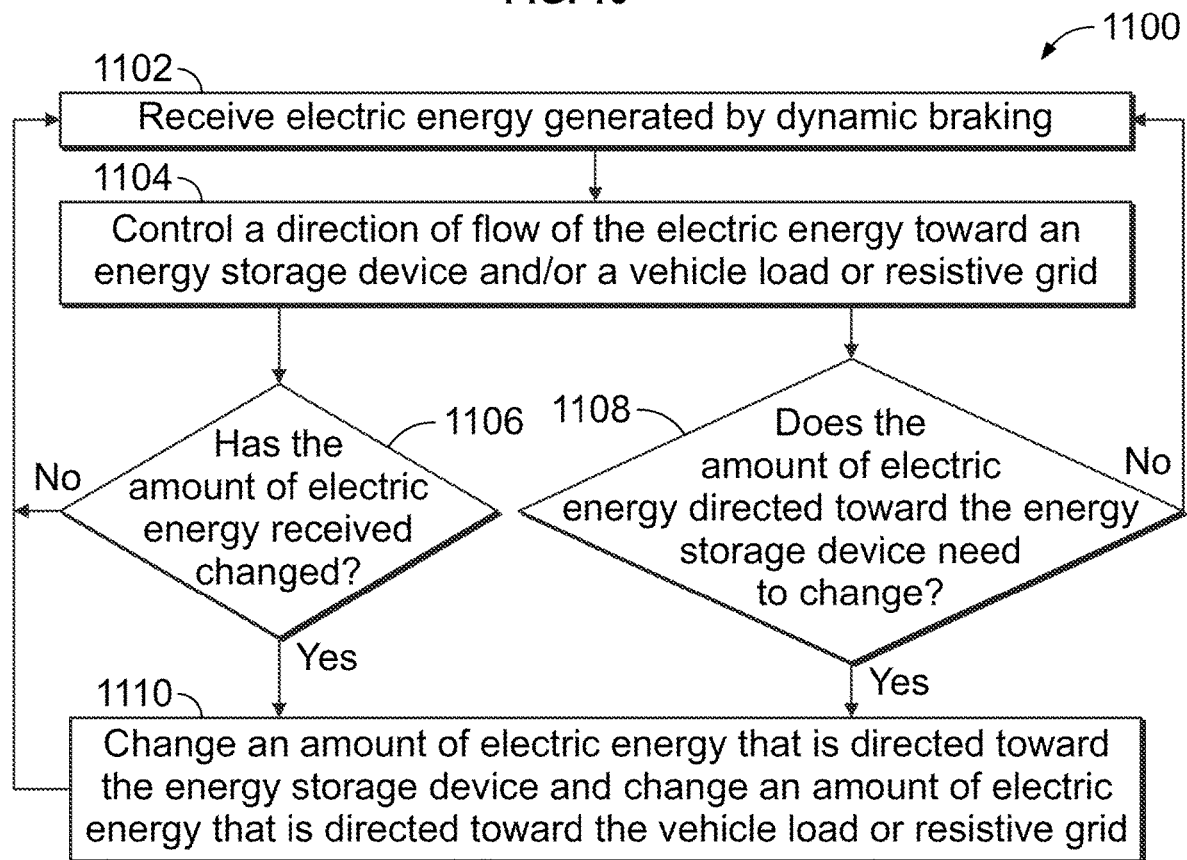 1100
1102
Receive electric energy generated by dynamic braking
1104
Control a direction of flow of the electric energy toward an
energy storage device and/or a vehicle load or resistive grid
1106
Has the
amount of electric
energy received
changed?
No
Yes
1108
Does the
amount of electric
energy directed toward the energy
storage device need
to change?
No
Yes
1110
Change an amount of electric energy that is directed toward
the energy storage device and change an amount of electric
energy that is directed toward the vehicle load or resistive grid